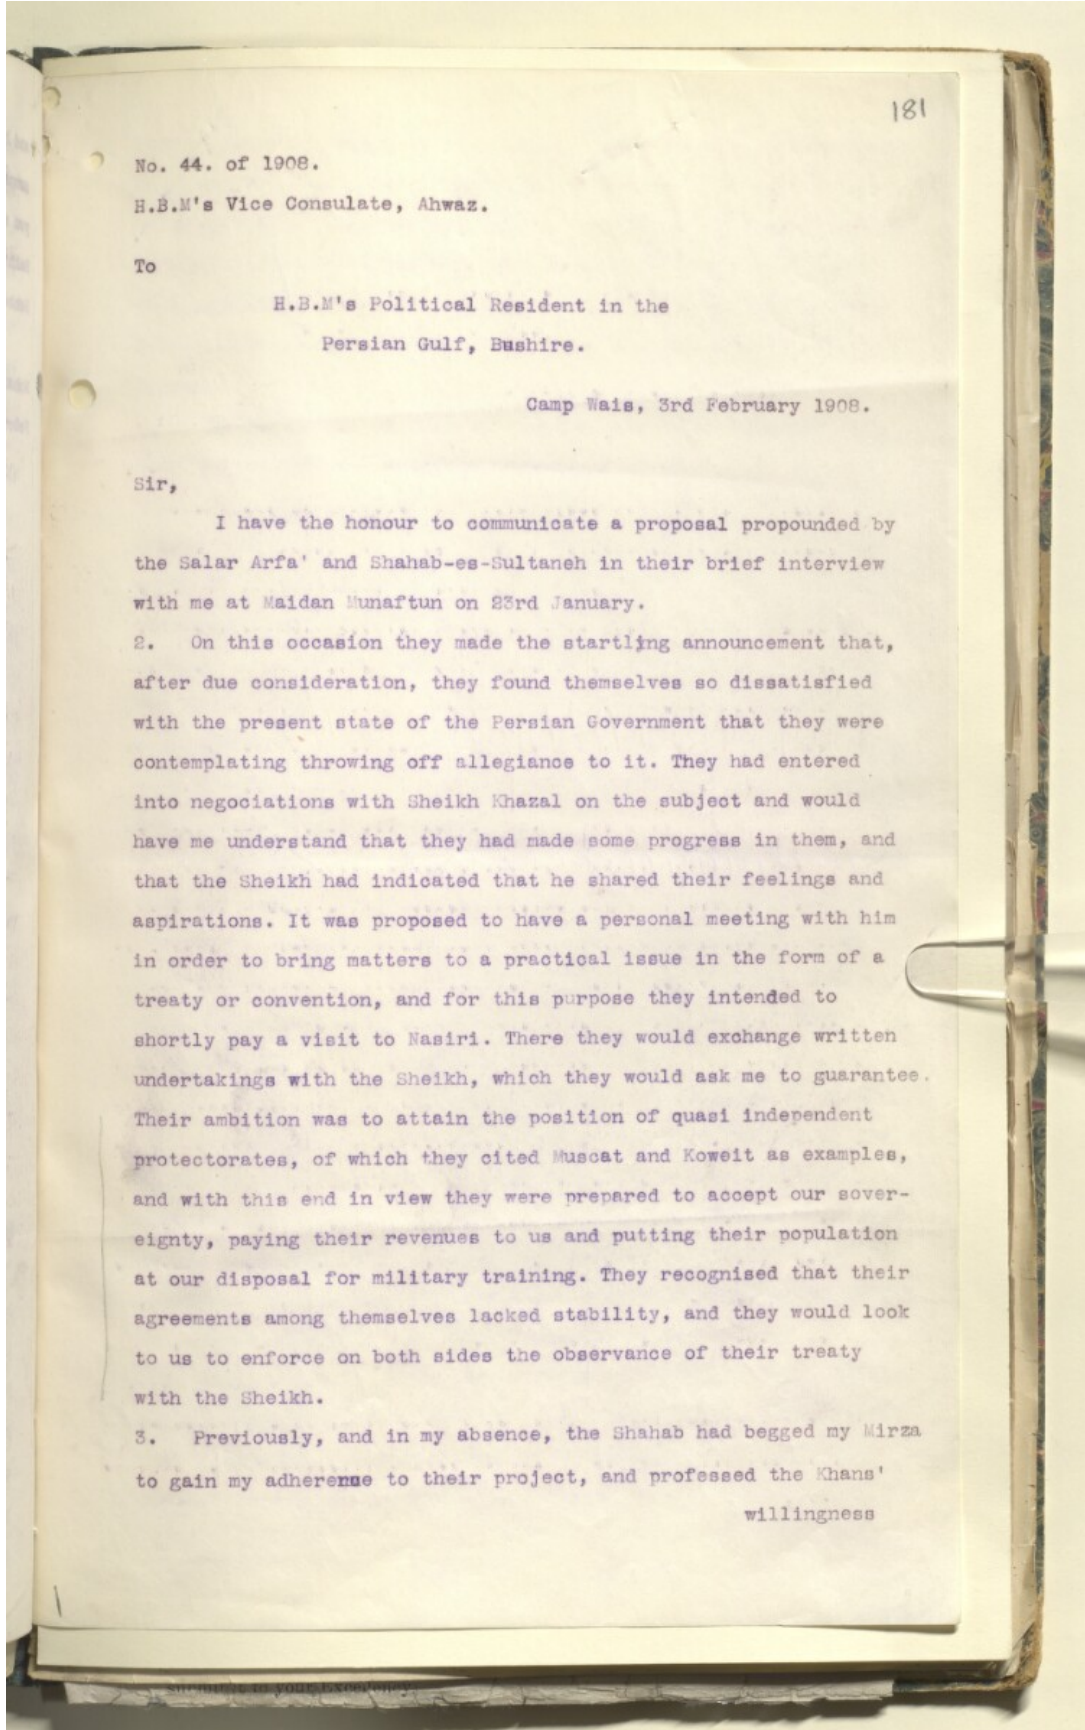 181
No. 44. of 1908.
H.B.M's Vice Consulate, Ahwaz.
To
H.B.M's Political Resident in the
Persian Gulf, Bushire.
Camp Wais, 3rd February 1908.
Sir,
I have the honour to communicate a proposal propounded by
the Salar Arfa' and Shahab-es-Sultaneh in their brief interview
with me at Maidan Munaftun on 23rd January.
2. On this occasion they made the startling announcement that,
after due consideration, they found themselves so dissatisfied
with the present state of the Persian Government that they were
contemplating throwing off allegiance to it. They had entered
into negociations with Sheikh Khazal on the subject and would
have me understand that they had made some progress in them, and
that the Sheikh had indicated that he shared their feelings and
aspirations. It was proposed to have a personal meeting with him
in order to bring matters to a practical issue in the form of a
treaty or convention, and for this purpose they intended to
shortly pay a visit to Nasiri. There they would exchange written
undertakings with the Sheikh, which they would ask me to guarantee.
Their ambition was to attain the position of quasi independent
protectorates, of which they cited Muscat and Koweit as examples,
and with this end in view they were prepared to accept our sover-
eignty, paying their revenues to us and putting their population
at our disposal for military training. They recognised that their
agreements among themselves lacked stability, and they would look
to us to enforce on both sides the observance of their treaty
with the Sheikh.
3. Previously, and in my absence, the Shahab had begged my Mirza
to gain my adherence to their project, and professed the Khans'
willingness